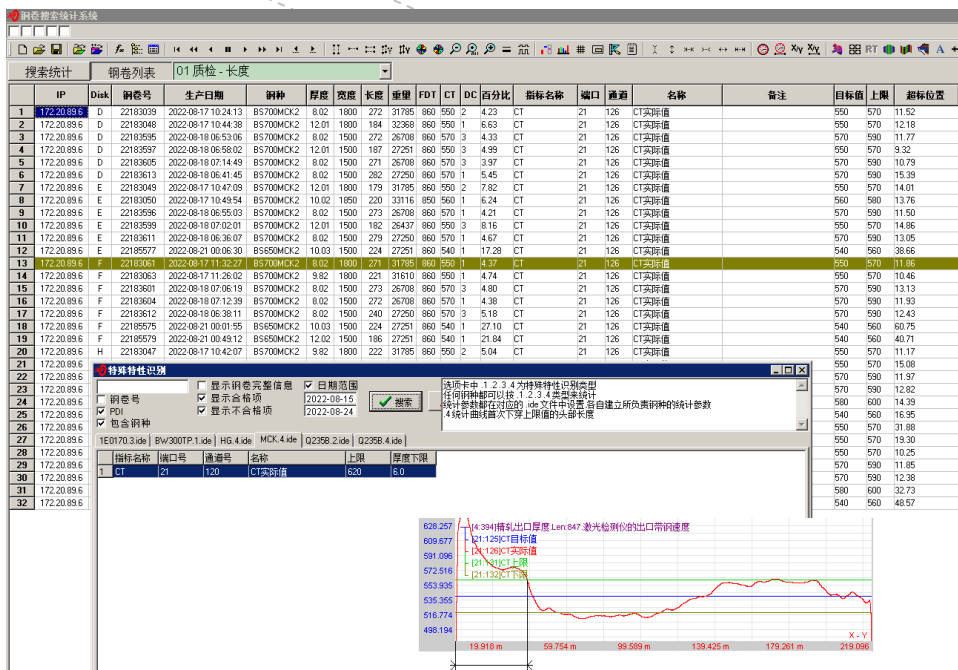 钢卷搜索统计系统
RT A
搜索统计 钢卷列表 01 质检 - 长度
IP Disk 钢卷号 生产日期 钢种 厚度 宽度 长度 重里 FDT CT DC 百分比 指标名称 端口 通道 名称 备注 目标值 上限 超标位置
1 172.20.89.6 D 22183039 2022-08-17 10:24:13 BS700MCK2 8.02 1800 272 31785 860 550 2 4.23 CT 21 126 CT实际值 550 570 11.52
2 172.20.89.6 D 22183048 2022-08-17 10:44:38 BS700MCK2 12.01 1800 184 32368 860 550 1 6.63 CT 21 126 CT实际值 550 570 12.18
3 172.20.89.6 D 22183595 2022-08-18 06:53:06 BS700MCK2 8.02 1500 272 26708 860 570 3 4.33 CT 21 126 CT实际值 570 590 11.77
4 172.20.89.6 D 22183597 2022-08-18 06:58:02 BS700MCK2 12.01 1500 187 27251 860 550 3 4.99 CT 21 126 CT实际值 550 570 9.32
5 172.20.89.6 D 22183605 2022-08-18 07:14:49 BS700MCK2 8.02 1500 271 26708 860 570 3 3.97 CT 21 126 CT实际值 570 590 10.79
6 172.20.89.6 D 22183613 2022-08-18 06:41:45 BS700MCK2 8.02 1500 282 27250 860 570 1 5.45 CT 21 126 CT实际值 570 590 15.39
7 172.20.89.6 E 22183049 2022-08-17 10:47:09 BS700MCK2 12.01 1800 179 31785 860 550 2 7.82 CT 21 126 CT实际值 550 570 14.01
8 172.20.89.6 E 22183050 2022-08-17 10:49:54 BS700MCK2 10.02 1850 220 33116 850 560 1 6.24 CT 21 126 CT实际值 560 580 13.76
9 172.20.89.6 E 22183596 2022-08-18 06:55:03 BS700MCK2 8.02 1500 273 26708 860 570 1 4.21 CT 21 126 CT实际值 570 590 11.50
10 172.20.89.6 E 22183599 2022-08-18 07:02:01 BS700MCK2 12.01 1500 182 26437 860 550 3 8.16 CT 21 126 CT实际值 550 570 14.86
11 172.20.89.6 E 22183611 2022-08-18 06:36:07 BS700MCK2 8.02 1500 279 27250 860 570 1 4.67 CT 21 126 CT实际值 570 590 13.05
12 172.20.89.6 E 22185577 2022-08-21 00:06:30 BS650MCK2 10.03 1500 224 27251 860 540 1 17.28 CT 21 126 CT实际值 540 560 38.66
13 172.20.89.6 F 22183061 2022-08-17 11:32:27 BS700MCK2 8.02 1800 271 31785 860 550 1 4.37 CT 21 126 CT实际值 550 570 11.86
14 172.20.89.6 F 22183063 2022-08-17 11:26:02 BS700MCK2 9.82 1800 221 31610 860 550 1 4.74 CT 21 126 CT实际值 550 570 10.46
15 172.20.89.6 F 22183601 2022-08-18 07:06:19 BS700MCK2 8.02 1500 273 26708 860 570 3 4.80 CT 21 126 CT实际值 570 590 13.13
16 172.20.89.6 F 22183604 2022-08-18 07:12:39 BS700MCK2 8.02 1500 272 26708 860 570 1 4.38 CT 21 126 CT实际值 570 590 11.93
17 172.20.89.6 F 22183612 2022-08-18 06:38:11 BS700MCK2 8.02 1500 240 27250 860 570 3 5.18 CT 21 126 CT实际值 570 590 12.43
18 172.20.89.6 F 22185575 2022-08-21 00:01:55 BS650MCK2 10.03 1500 224 27251 860 540 1 27.10 CT 21 126 CT实际值 540 560 60.75
19 172.20.89.6 F 22185579 2022-08-21 00:49:12 BS650MCK2 12.02 1500 186 27251 860 540 1 21.84 CT 21 126 CT实际值 540 560 40.71
20 172.20.89.6 H 22183047 2022-08-17 10:42:07 BS700MCK2 9.82 1800 222 31785 860 550 2 5.04 CT 21 126 CT实际值 550 570 11.17
21 172.20.89.6 550 570 15.08
22 172.20.89.6 570 590 11.97
23 172.20.89.6 570 590 12.82
24 172.20.89.6 580 600 14.39
25 172.20.89.6 540 560 16.95
26 172.20.89.6 550 570 31.88
27 172.20.89.6 550 570 19.30
28 172.20.89.6 550 570 10.25
29 172.20.89.6 570 590 11.85
30 172.20.89.6 570 590 12.38
31 172.20.89.6 580 600 32.73
32 172.20.89.6 540 560 48.57
特殊特性识别
显示钢卷完整信息 日期范围
钢卷号 显示合格项 2022-08-15
PDI 显示不合格项 2022-08-24
包含钢种
搜索
选项卡中 .1 .2 .3 .4 为特殊特性识别类型
任何钢种都可以按 .1 .2 .3 .4 类型来统计
统计参数都在对应的 .ide 文件中设置,各自建立所负责钢种的统计参数
.4 统计曲线首次下穿上限值的头部长度
1E0170.3.ide BW300TP.1.ide HG.4.ide MCK.4.ide Q235B.2.ide Q235B.4.ide
指标名称 端口号 通道号 名称 上限 厚度下限
1 CT 21 120 CT实际值 620 6.0
628.257
609.677
591.096
572.516
553.935
535.355
516.774
498.194
[4:394]精轧出口厚度 Len:847 激光检测仪的出口带钢速度
[21:125]CT目标值
[21:126]CT实际值
[21:131]CT上限
[21:132]CT下限
X - Y
19.918 m 59.754 m 99.589 m 139.425 m 179.261 m 219.096